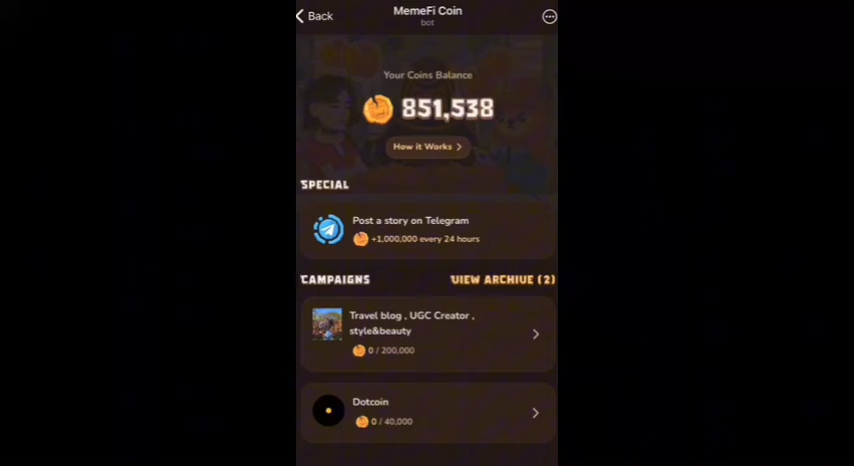 Back
MemeFi Coin
bot
Your Coins Balance
851,538
How it Works
SPECIAL
Post a story on Telegram
+1,000,000 every 24 hours
CAMPAIGNS
VIEW ARCHIVE (2)
Travel blog , UGC Creator ,
style&beauty
0 / 200,000
Dotcoin
0 / 40,000